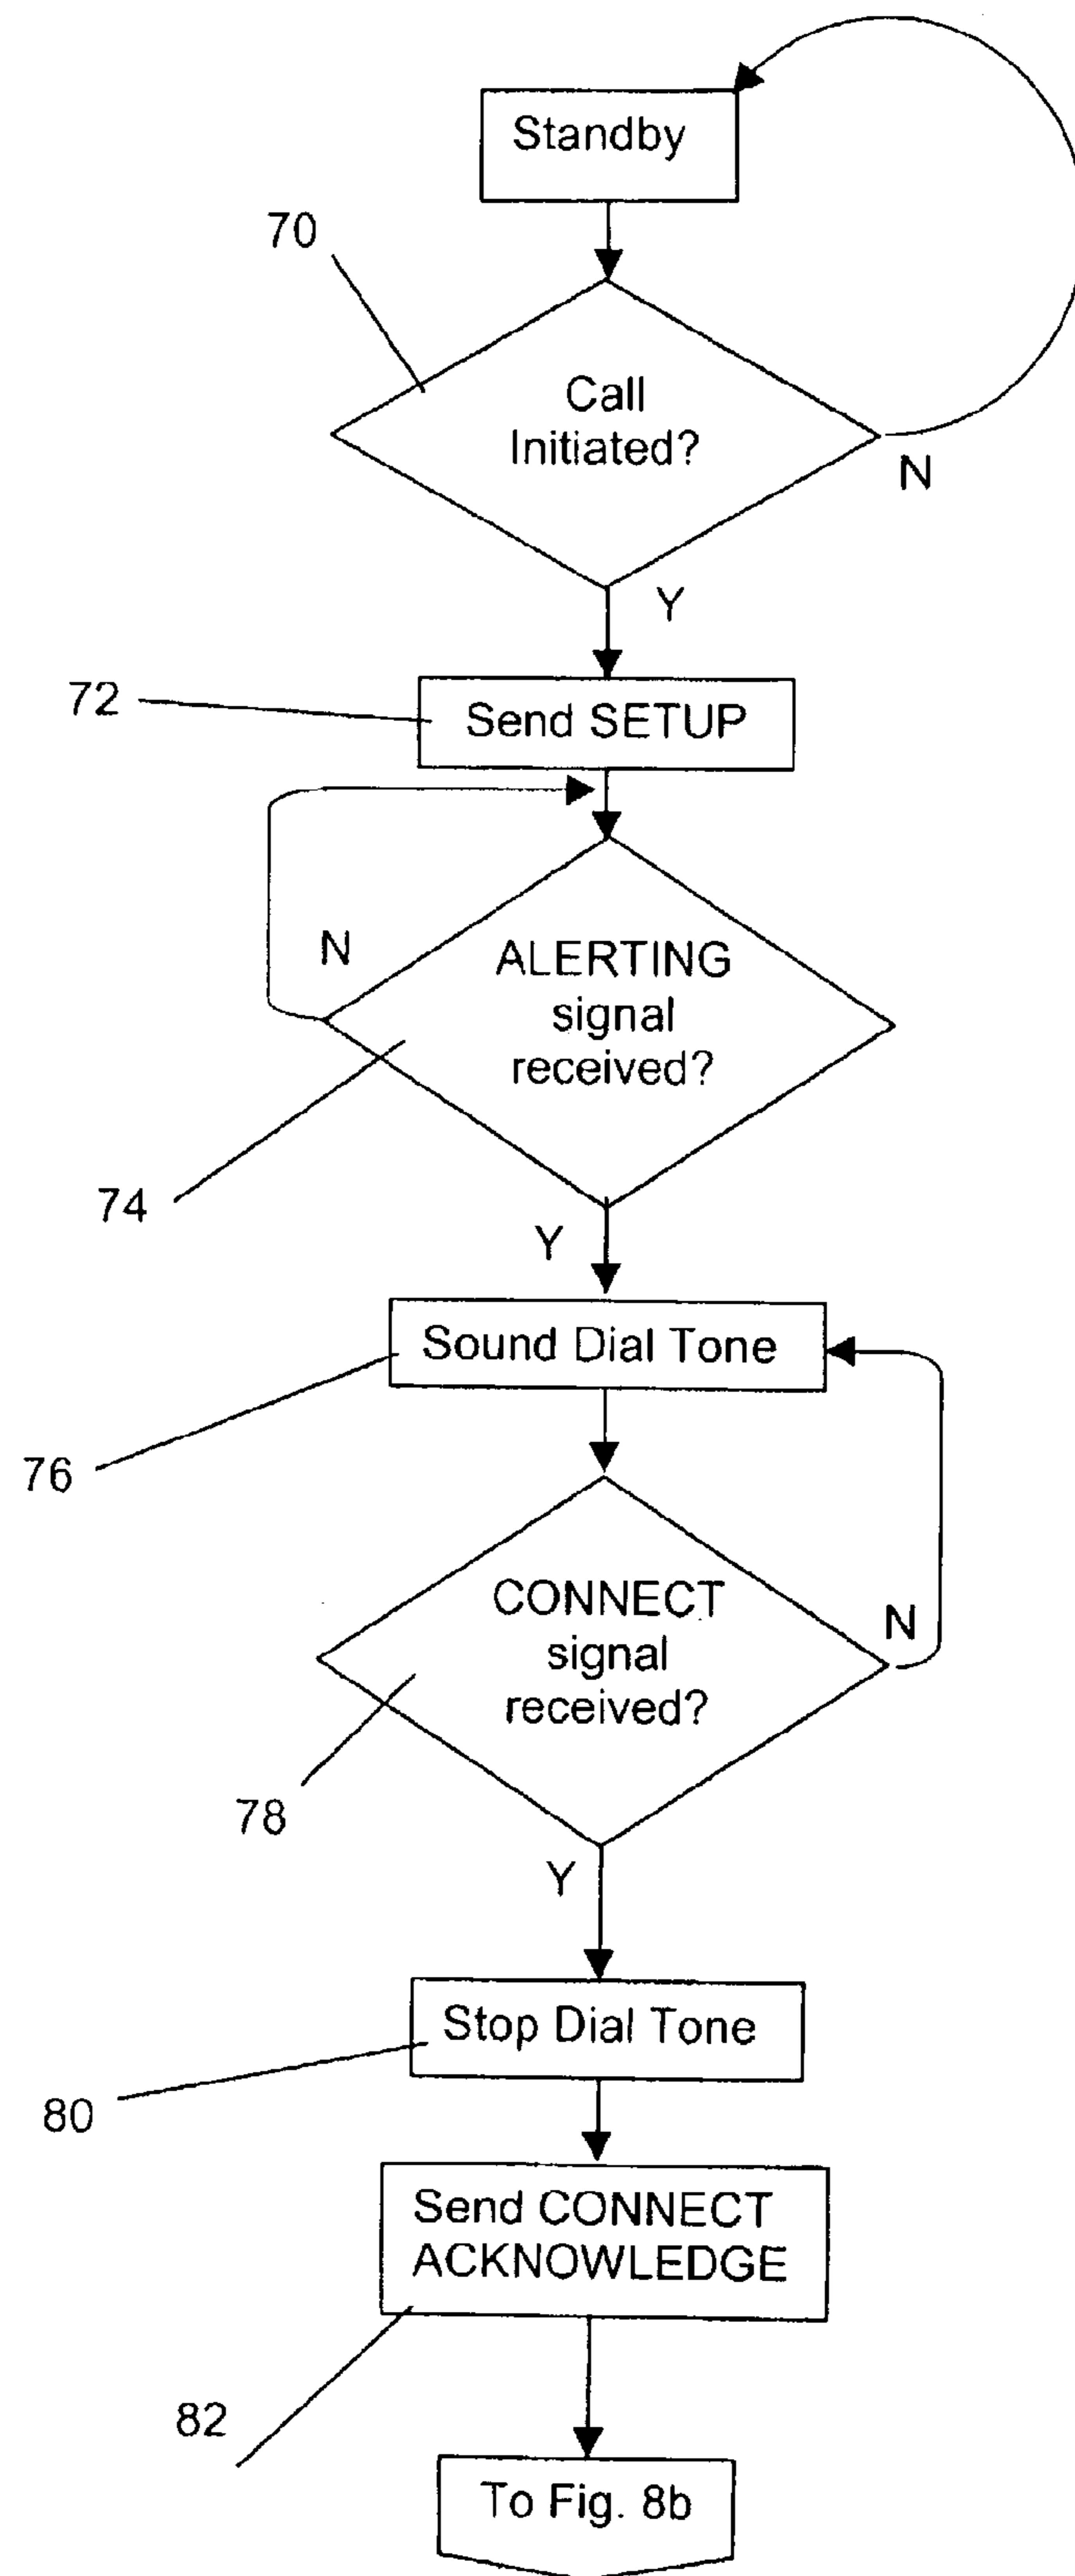 Standby
70
Call
Initiated?
N
Y
72
Send SETUP
N
ALERTING
signal
received?
74
Y
Sound Dial Tone
76
CONNECT
signal
received?
N
78
Y
Stop Dial Tone
80
Send CONNECT
ACKNOWLEDGE
82
To Fig. 8b